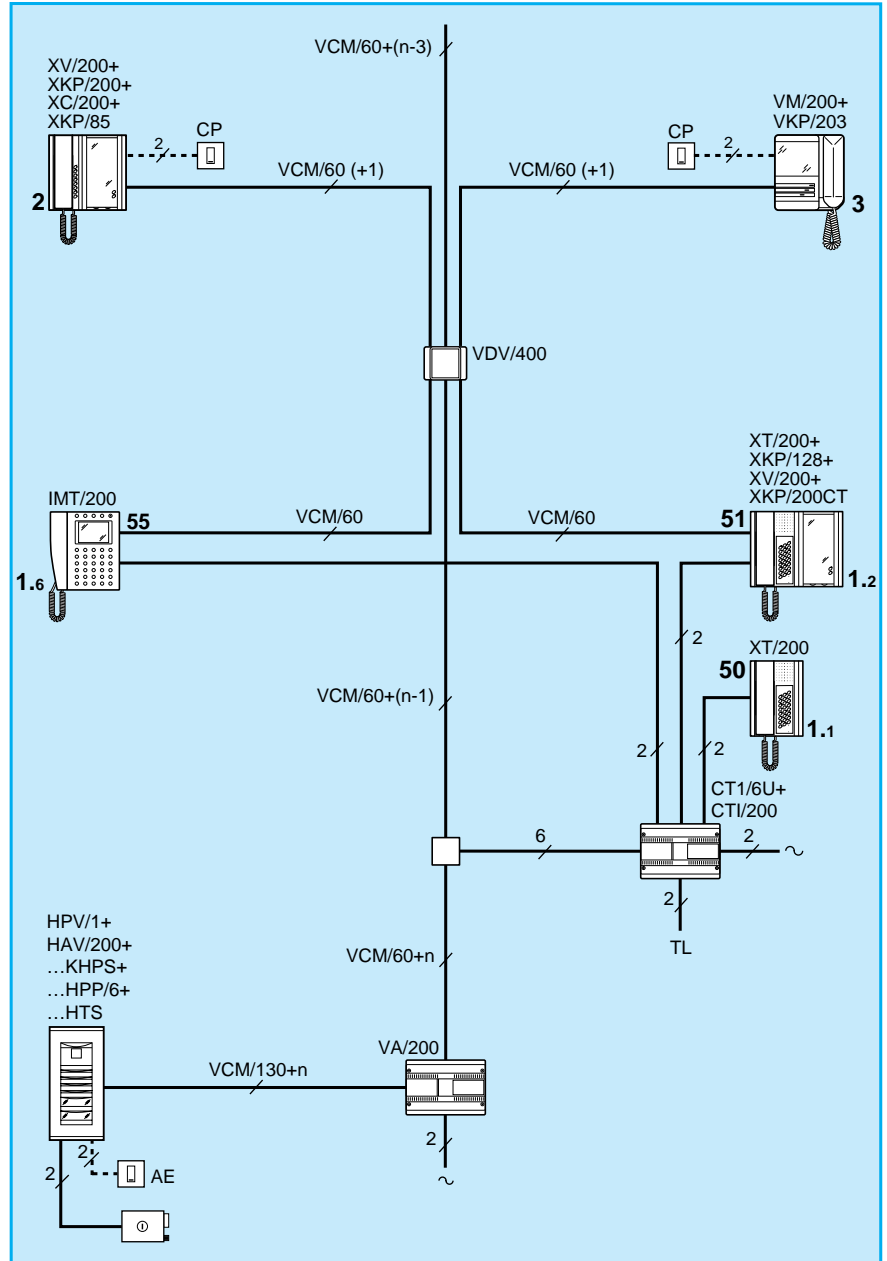 VCM/60+(n-3)
XV/200+
XKP/200+
XC/200+
XKP/85
2
CP
VCM/60 (+1)
2
VM/200+
VKP/203
CP
2
VCM/60 (+1)
3
VDV/400
IMT/200
55
VCM/60
1.6
XT/200+
XKP/128+
XV/200+
XKP/200CT
51
VCM/60
1.2
2
XT/200
50
1.1
VCM/60+(n-1)
2
2
CT1/6U+
CTI/200
6
2
~
2
TL
HPV/1+
HAV/200+
...KHPS+
...HPP/6+
...HTS
VCM/60+n
VA/200
VCM/130+n
2
~
2
2
AE